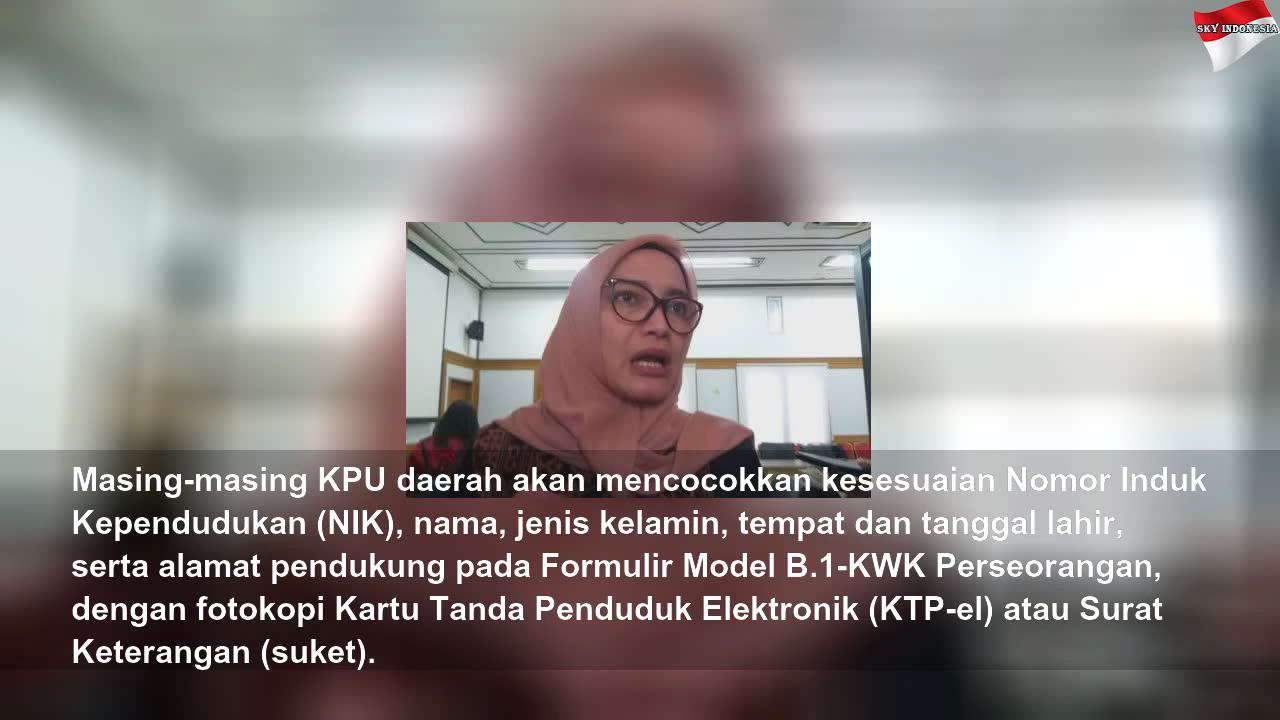 SKY INDONESIA
Masing-masing KPU daerah akan mencocokkan kesesuaian Nomor Induk
Kependudukan (NIK), nama, jenis kelamin, tempat dan tanggal lahir,
serta alamat pendukung pada Formulir Model B.1-KWK Perseorangan,
dengan fotokopi Kartu Tanda Penduduk Elektronik (KTP-el) atau Surat
Keterangan (suket).